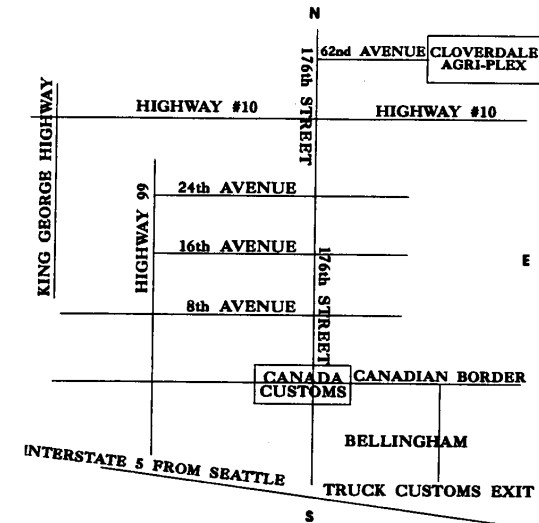 N
62nd AVENUE
CLOVERDALE
AGRI-PLEX
176th STREET
KING GEORGE HIGHWAY
HIGHWAY #10
HIGHWAY #10
HIGHWAY 99
24th AVENUE
16th AVENUE
E
176th STREET
8th AVENUE
CANADA
CUSTOMS
CANADIAN BORDER
BELLINGHAM
INTERSTATE 5 FROM SEATTLE
TRUCK CUSTOMS EXIT
S